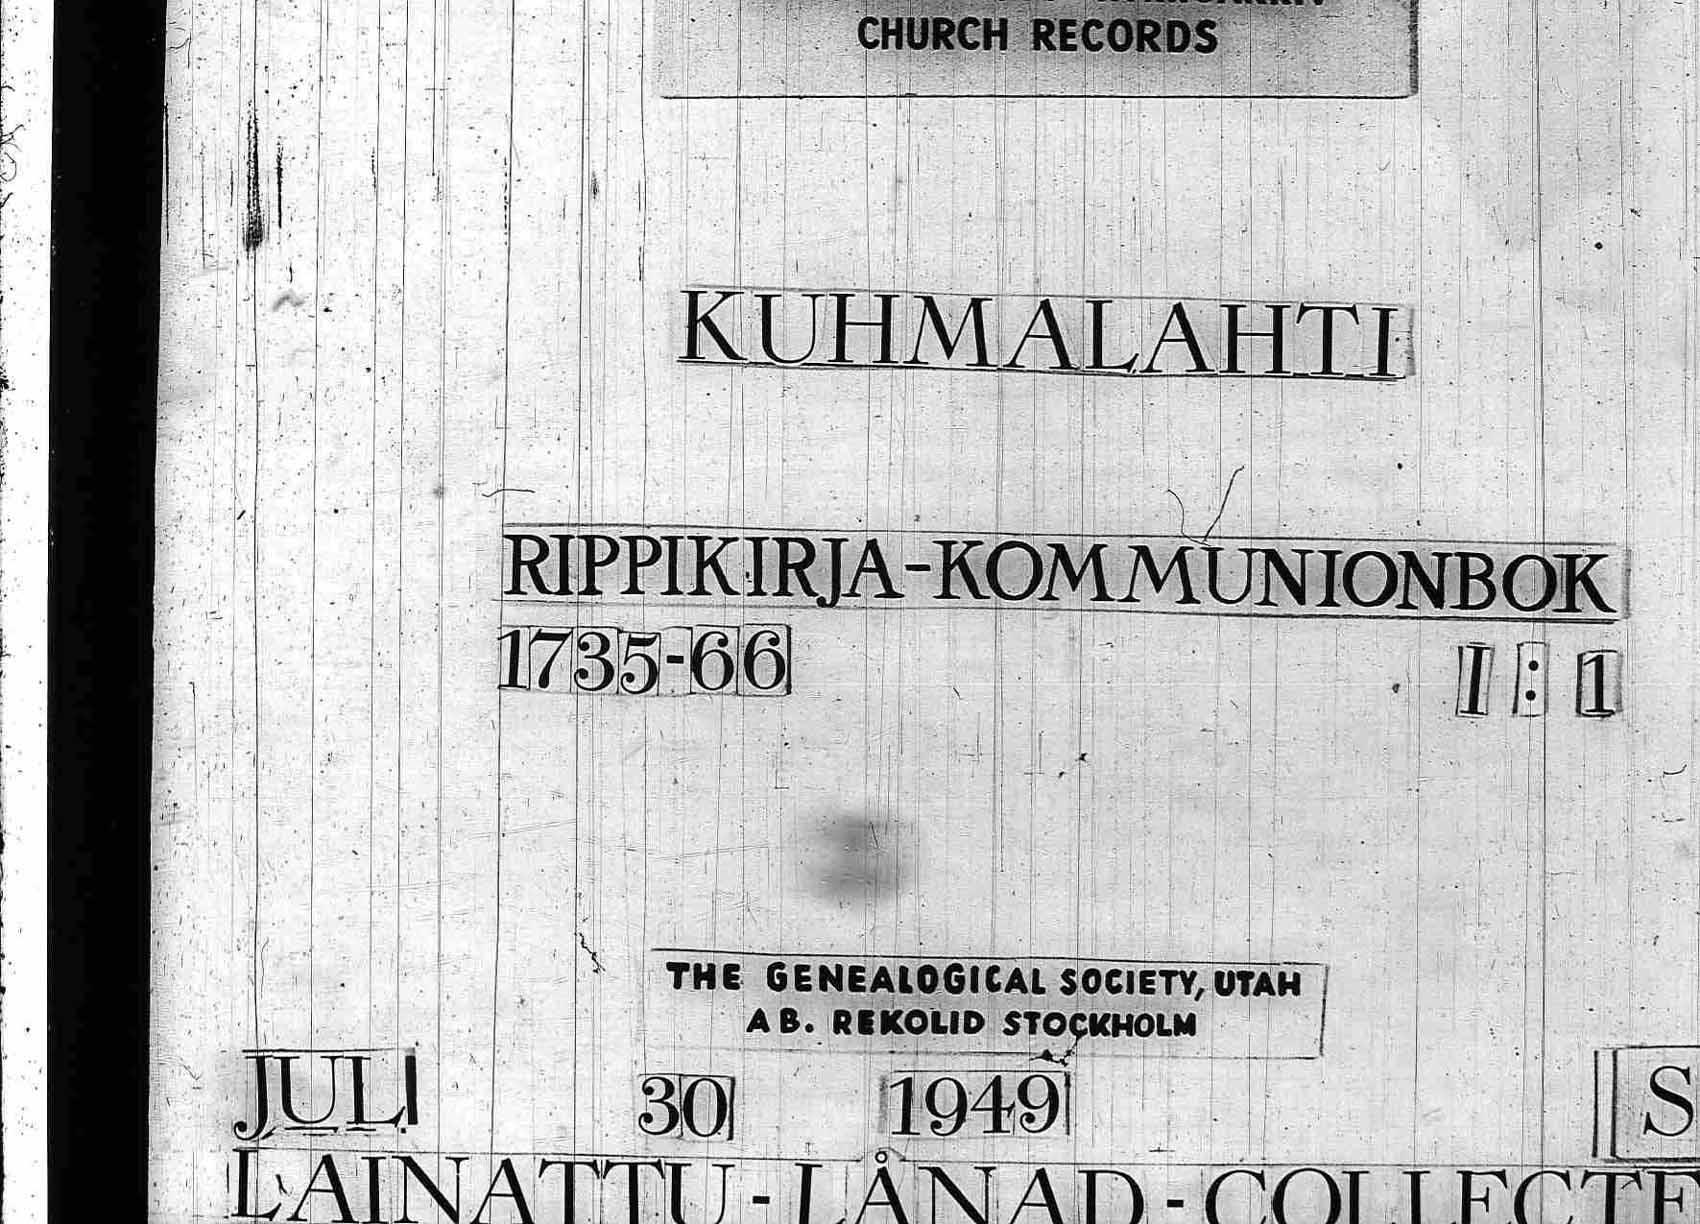 CHURCH RECORDS
KUHMALAHTI
RIPPIKIRJA-KOMMUNIONBOK
1735-66 I:1
THE GENEALOGICAL SOCIETY, UTAH
AB. REKOLID STOCKHOLM
JULI 30 1949 S
LAINATTU-LÅNAD-COLLECTE